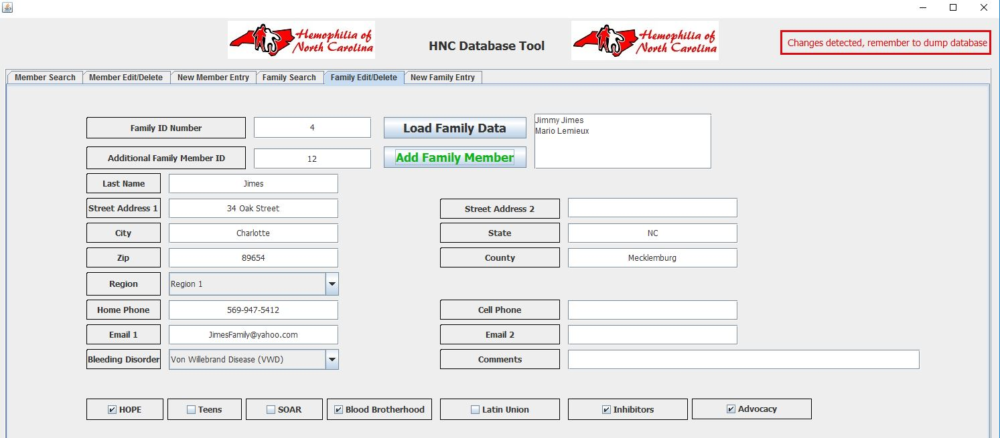 Hemophilia of
North Carolina
HNC Database Tool
Hemophilia of
North Carolina
Changes detected, remember to dump database
Member Search Member Edit/Delete New Member Entry Family Search Family Edit/Delete New Family Entry
Family ID Number 4 Load Family Data Jimmy Jimes
Mario Lemieux
Additional Family Member ID 12 Add Family Member
Last Name Jimes
Street Address 1 34 Oak Street Street Address 2
City Charlotte State NC
Zip 89654 County Mecklemburg
Region Region 1
Home Phone 569-947-5412 Cell Phone
Email 1 JimesFamily@yahoo.com Email 2
Bleeding Disorder Von Willebrand Disease (VWD) Comments
HOPE Teens SOAR Blood Brotherhood Latin Union Inhibitors Advocacy